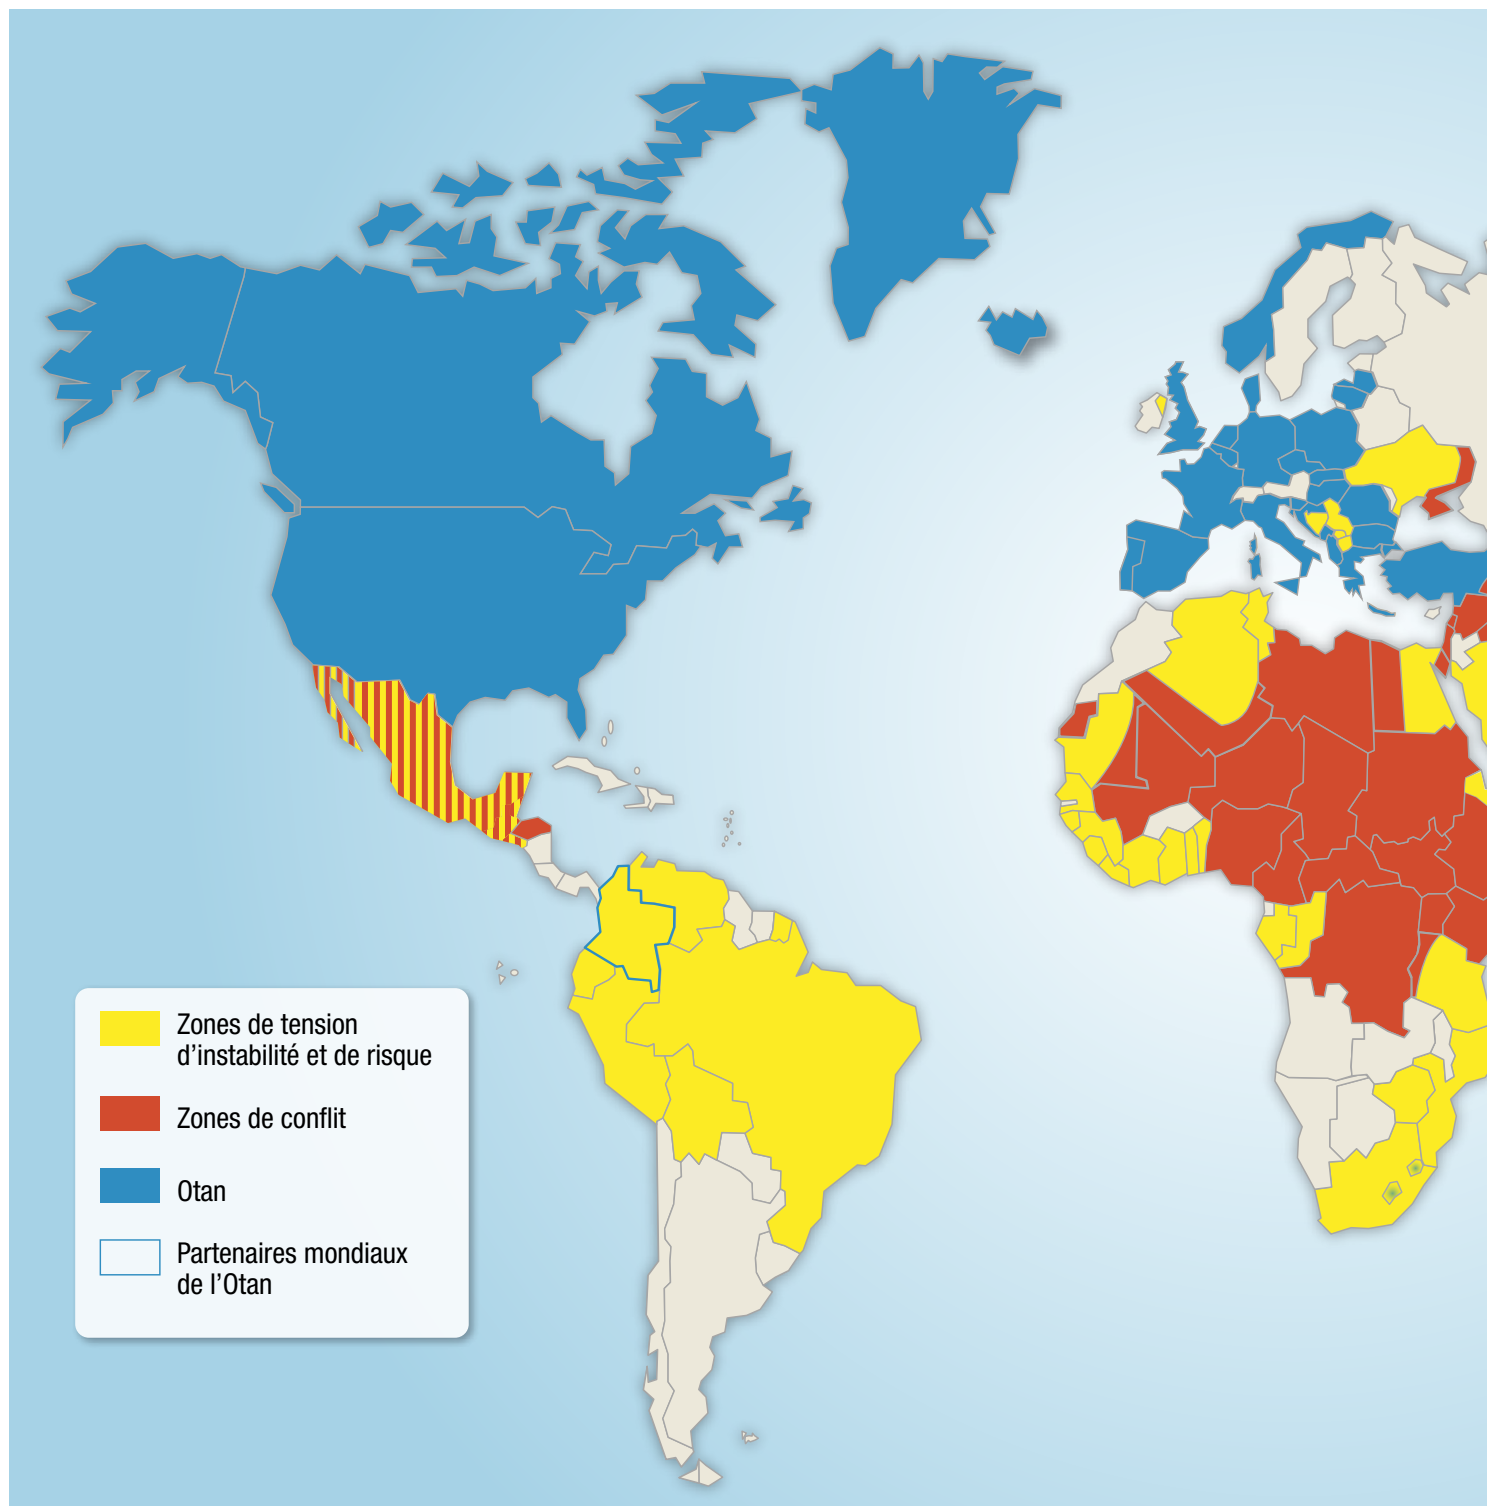 Zones de tension
d’instabilité et de risque
Zones de conflit
Otan
Partenaires mondiaux
de l’Otan